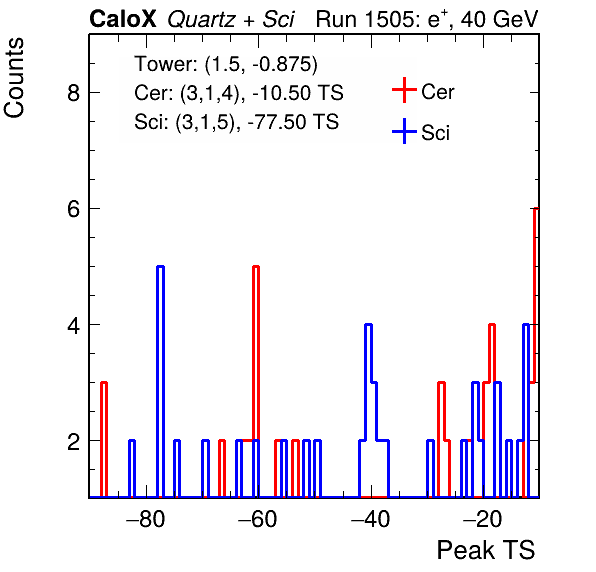 CaloX Quartz + Sci Run 1505: e+, 40 GeV
Counts
Tower: (1.5, -0.875)
Cer: (3,1,4), -10.50 TS
Sci: (3,1,5), -77.50 TS
Cer
Sci
8
6
4
2
−80 −60 −40 −20
Peak TS